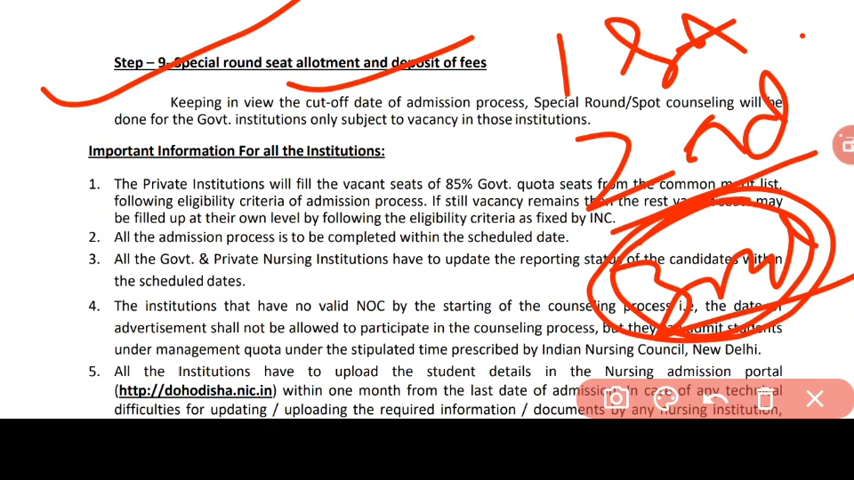 Step – 9. Special round seat allotment and deposit of fees
1 st
Keeping in view the cut-off date of admission process, Special Round/Spot counseling will be
done for the Govt. institutions only subject to vacancy in those institutions.
2 nd
Important Information For all the Institutions:
1. The Private Institutions will fill the vacant seats of 85% Govt. quota seats from the common merit list,
following eligibility criteria of admission process. If still vacancy remains then the rest vacant seats may
be filled up at their own level by following the eligibility criteria as fixed by INC.
2. All the admission process is to be completed within the scheduled date.
3. All the Govt. & Private Nursing Institutions have to update the reporting status of the candidates within
the scheduled dates.
3rd
4. The institutions that have no valid NOC by the starting of the counseling process i.e, the date of
advertisement shall not be allowed to participate in the counseling process, but they can admit students
under management quota under the stipulated time prescribed by Indian Nursing Council, New Delhi.
5. All the Institutions have to upload the student details in the Nursing admission portal
(http://dohodisha.nic.in) within one month from the last date of admission. In case of any technical
difficulties for updating / uploading the required information / documents by any nursing institution,